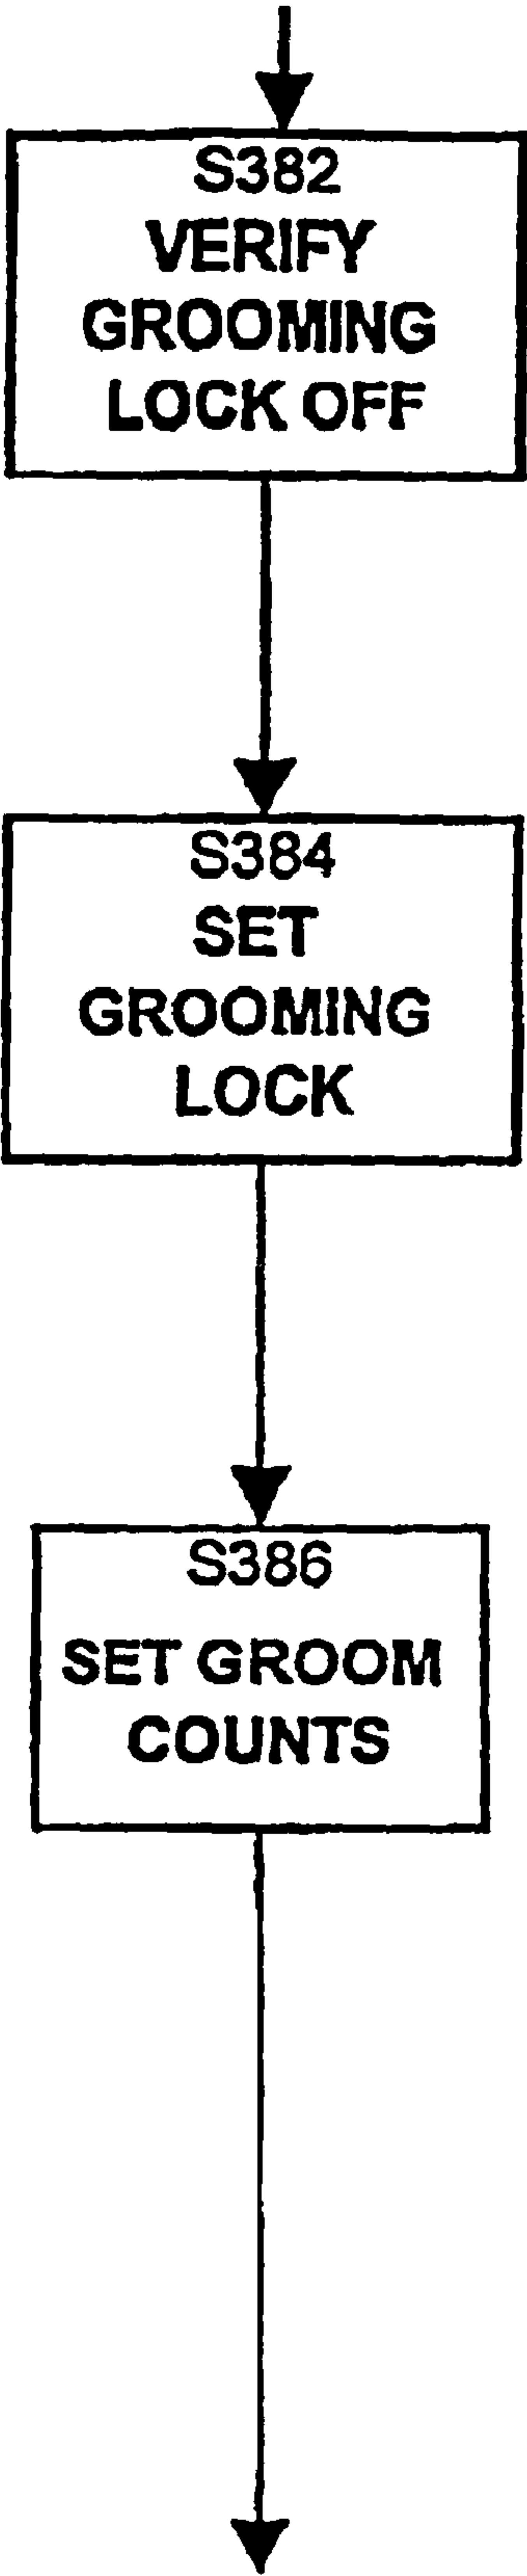 S382
VERIFY
GROOMING
LOCK OFF
S384
SET
GROOMING
LOCK
S386
SET GROOM
COUNTS